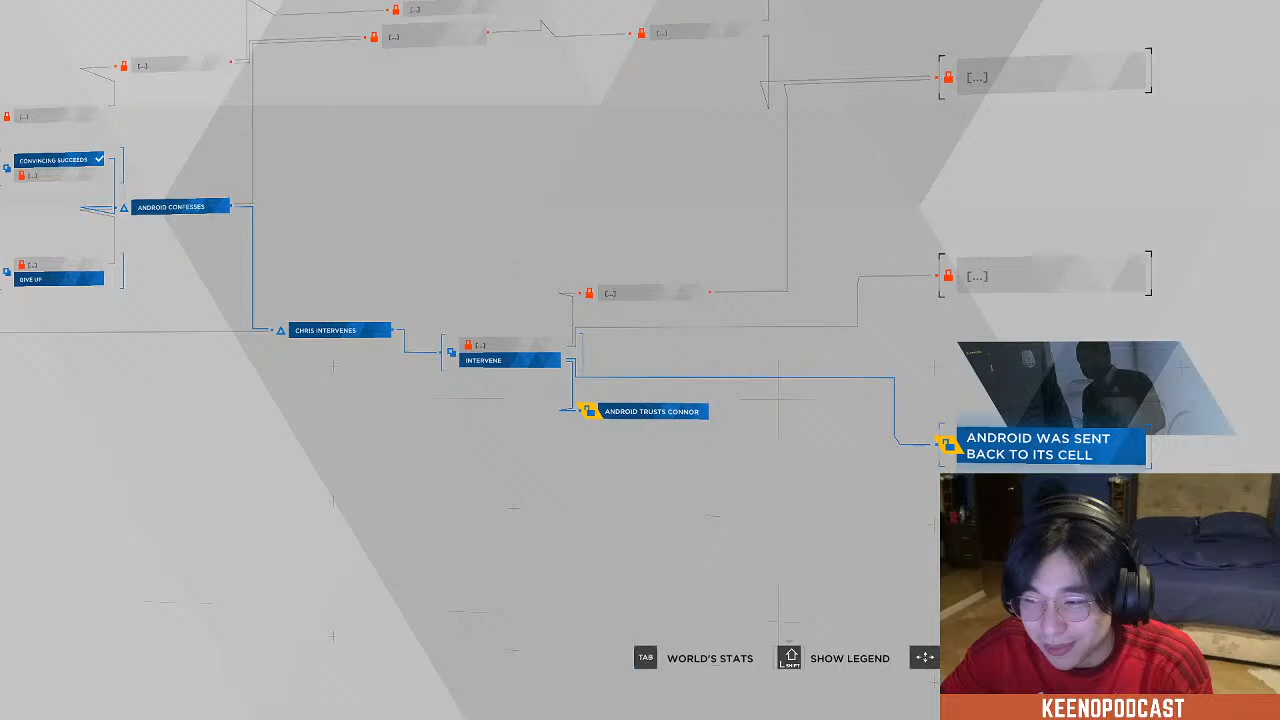 [...]
[...]
[...]
[...]
[...]
[...]
CONVINCING SUCCEEDS
[...]
ANDROID CONFESSES
[...]
GIVE UP
[...]
[...]
CHRIS INTERVENES
[...]
INTERVENE
ANDROID TRUSTS CONNOR
ANDROID WAS SENT
BACK TO ITS CELL
TAB WORLD'S STATS
L SHIFT SHOW LEGEND
KEENOPODCAST